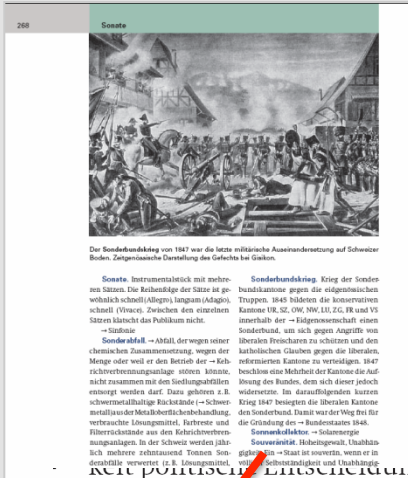 268
Sonate
Der Sonderbundskrieg von 1847 war die letzte militärische Auseinandersetzung auf Schweizer
Boden. Zeitgenössische Darstellung des Gefechts bei Gisikon.
Sonate. Instrumentalstück mit mehre-
ren Sätzen. Die Reihenfolge der Sätze ist ge-
wöhnlich schnell (Allegro), langsam (Adagio),
schnell (Vivace). Zwischen den einzelnen
Sätzen klatscht das Publikum nicht.
→ Sinfonie
Sonderabfall. → Abfall, der wegen seiner
chemischen Zusammensetzung, wegen der
Menge oder weil er den Betrieb der → Keh-
richtverbrennungsanlage stören könnte,
nicht zusammen mit den Siedlungsabfällen
entsorgt werden darf. Dazu gehören z. B.
schwermetallhaltige Rückstände (→ Schwer-
metall) aus der Metalloberflächenbehandlung,
verbrauchte Lösungsmittel, Farbreste und
Filterrückstände aus den Kehrichtverbren-
nungsanlagen. In der Schweiz werden jähr-
lich mehrere zehntausend Tonnen Son-
derabfälle verwertet (z. B. Lösungsmittel,
Sonderbundskrieg. Krieg der Sonder-
bundskantone gegen die eidgenössischen
Truppen. 1845 bildeten die konservativen
Kantone UR, SZ, OW, NW, LU, ZG, FR und VS
innerhalb der → Eidgenossenschaft einen
Sonderbund, um sich gegen Angriffe von
liberalen Freischaren zu schützen und den
katholischen Glauben gegen die liberalen,
reformierten Kantone zu verteidigen. 1847
beschloss eine Mehrheit der Kantone die Auf-
lösung des Bundes, dem sich dieser jedoch
widersetzte. Im darauffolgenden kurzen
Krieg 1847 besiegten die liberalen Kantone
den Sonderbund. Damit war der Weg frei für
die Gründung des → Bundesstaates 1848.
Sonnenkollektor. → Solarenergie
Souveränität. Hoheitsgewalt, Unabhän-
gigkeit. Ein → Staat ist souverän, wenn er in
völliger Selbstständigkeit und Unabhängig-
- keit politische Entscheidun